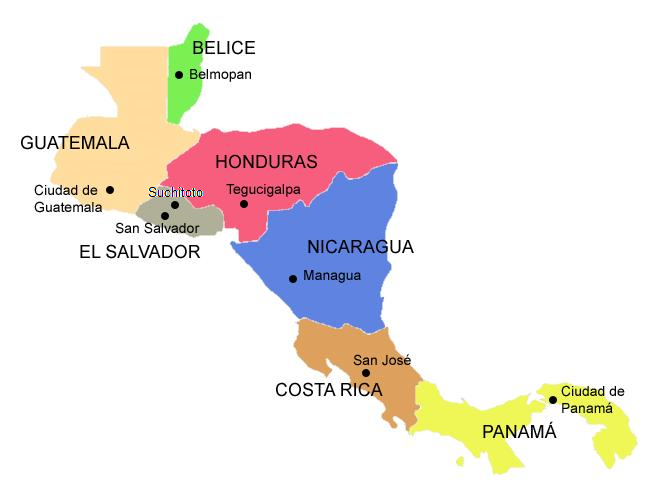 BELICE
Belmopan
GUATEMALA
HONDURAS
Ciudad de
Guatemala
Suchitoto
Tegucigalpa
San Salvador
EL SALVADOR
NICARAGUA
Managua
San José
COSTA RICA
Ciudad de
Panamá
PANAMÁ